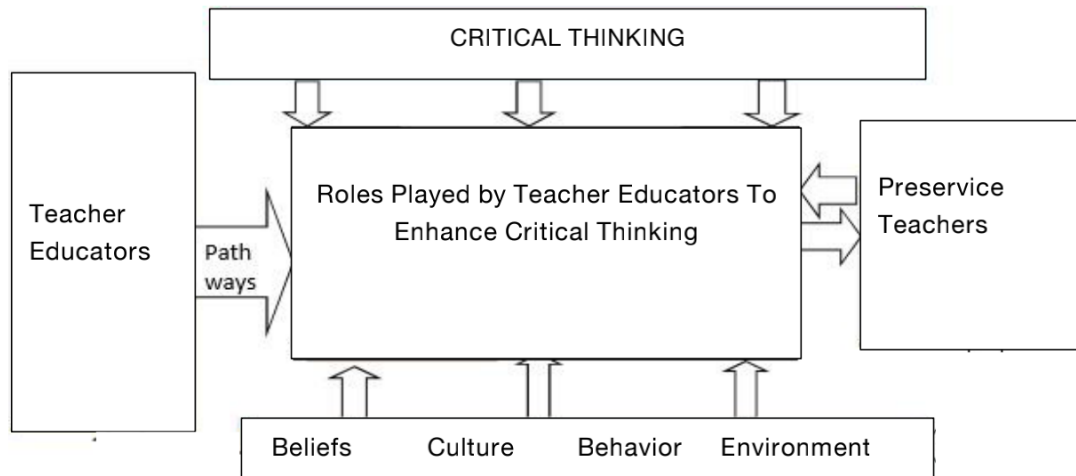 CRITICAL THINKING
Teacher
Educators
Path
ways
Roles Played by Teacher Educators To
Enhance Critical Thinking
Preservice
Teachers
Beliefs Culture Behavior Environment